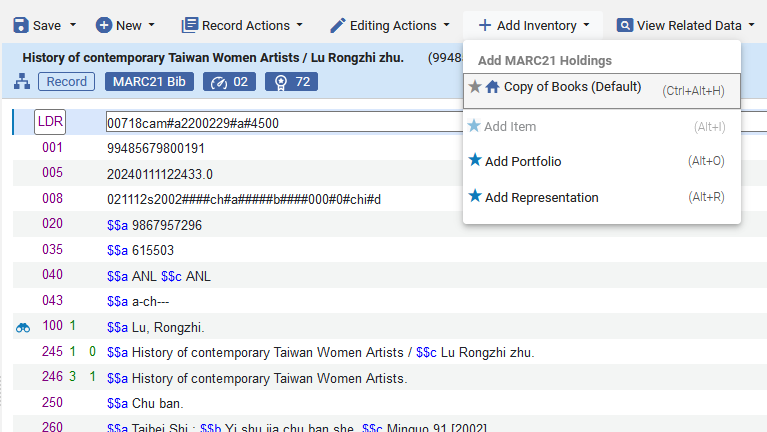 Save New Record Actions Editing Actions Add Inventory View Related Data
History of contemporary Taiwan Women Artists / Lu Rongzhi zhu. (9948
Add MARC21 Holdings
Record MARC21 Bib 02 72
Copy of Books (Default) (Ctrl+Alt+H)
LDR 00718cam#a2200229#a#4500
Add Item (Alt+I)
001 99485679800191
Add Portfolio (Alt+O)
005 20240111122433.0
008 021112s2002####ch#a#####b####000#0#chi#d
Add Representation (Alt+R)
020 $$a 9867957296
035 $$a 615503
040 $$a ANL $$c ANL
043 $$a a-ch---
100 1 $$a Lu, Rongzhi.
245 1 0 $$a History of contemporary Taiwan Women Artists / $$c Lu Rongzhi zhu.
246 3 1 $$a History of contemporary Taiwan Women Artists.
250 $$a Chu ban.
260 $$a Taibei Shi : $$b Yi shu jia chu ban she, $$c Minguo 91 [2002]